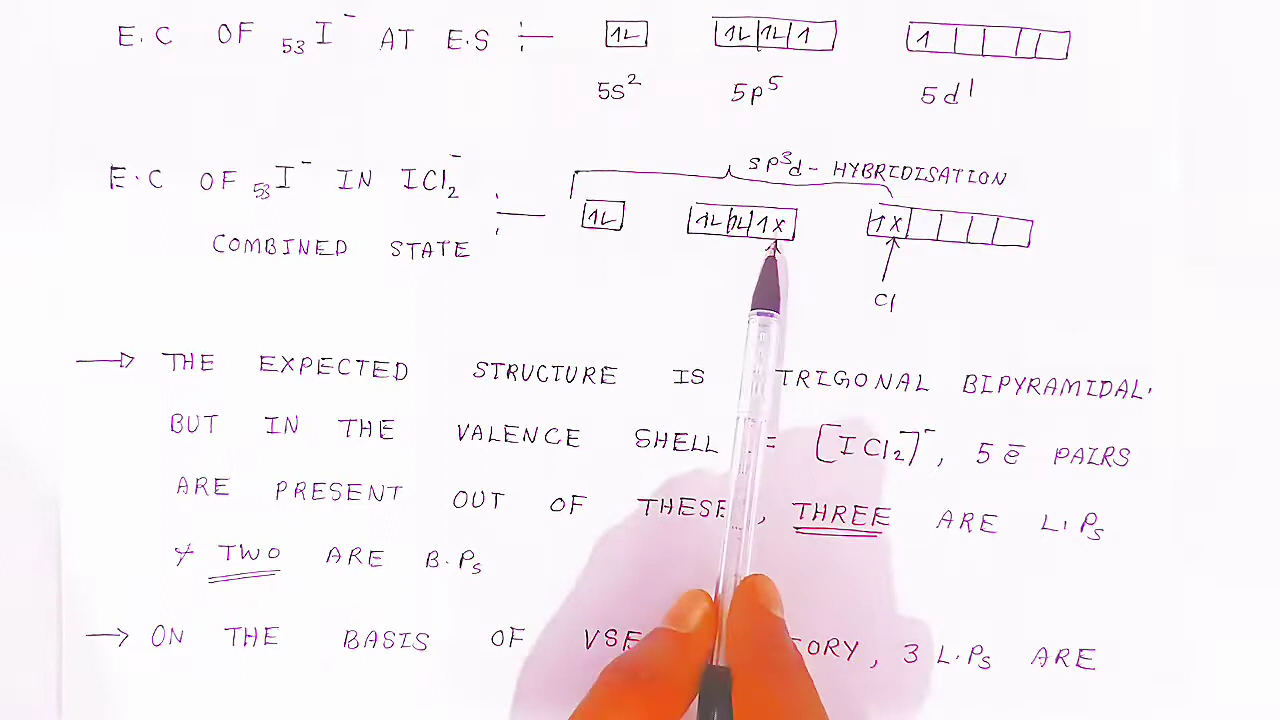 E.C OF 53I⁻ AT E.S :— 1L 1L 1L 1 1
5s² 5p⁵ 5d¹
sp³d - HYBRIDISATION
E.C OF 53I⁻ IN ICl₂⁻ :— 1L 1L 1L 1X 1X
COMBINED STATE
Cl
→ THE EXPECTED STRUCTURE IS TRIGONAL BIPYRAMIDAL.
BUT IN THE VALENCE SHELL = [ICl₂]⁻, 5 ē PAIRS
ARE PRESENT OUT OF THESE, THREE ARE L.Ps
& TWO ARE B.Ps
→ ON THE BASIS OF 3 L.Ps ARE